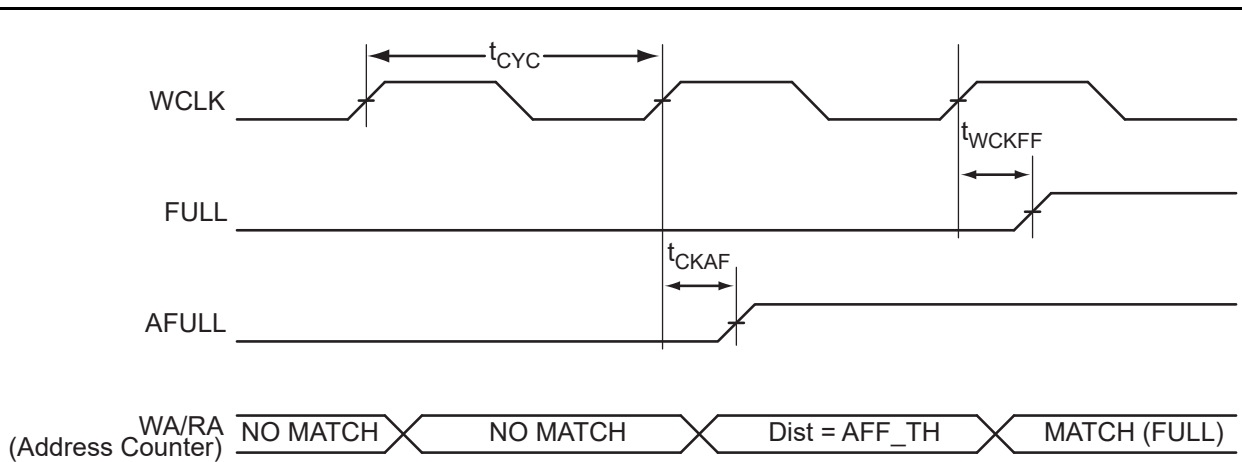 tCYC
WCLK
tWCKFF
FULL
tCKAF
AFULL
WA/RA
(Address Counter)
NO MATCH
NO MATCH
Dist = AFF_TH
MATCH (FULL)